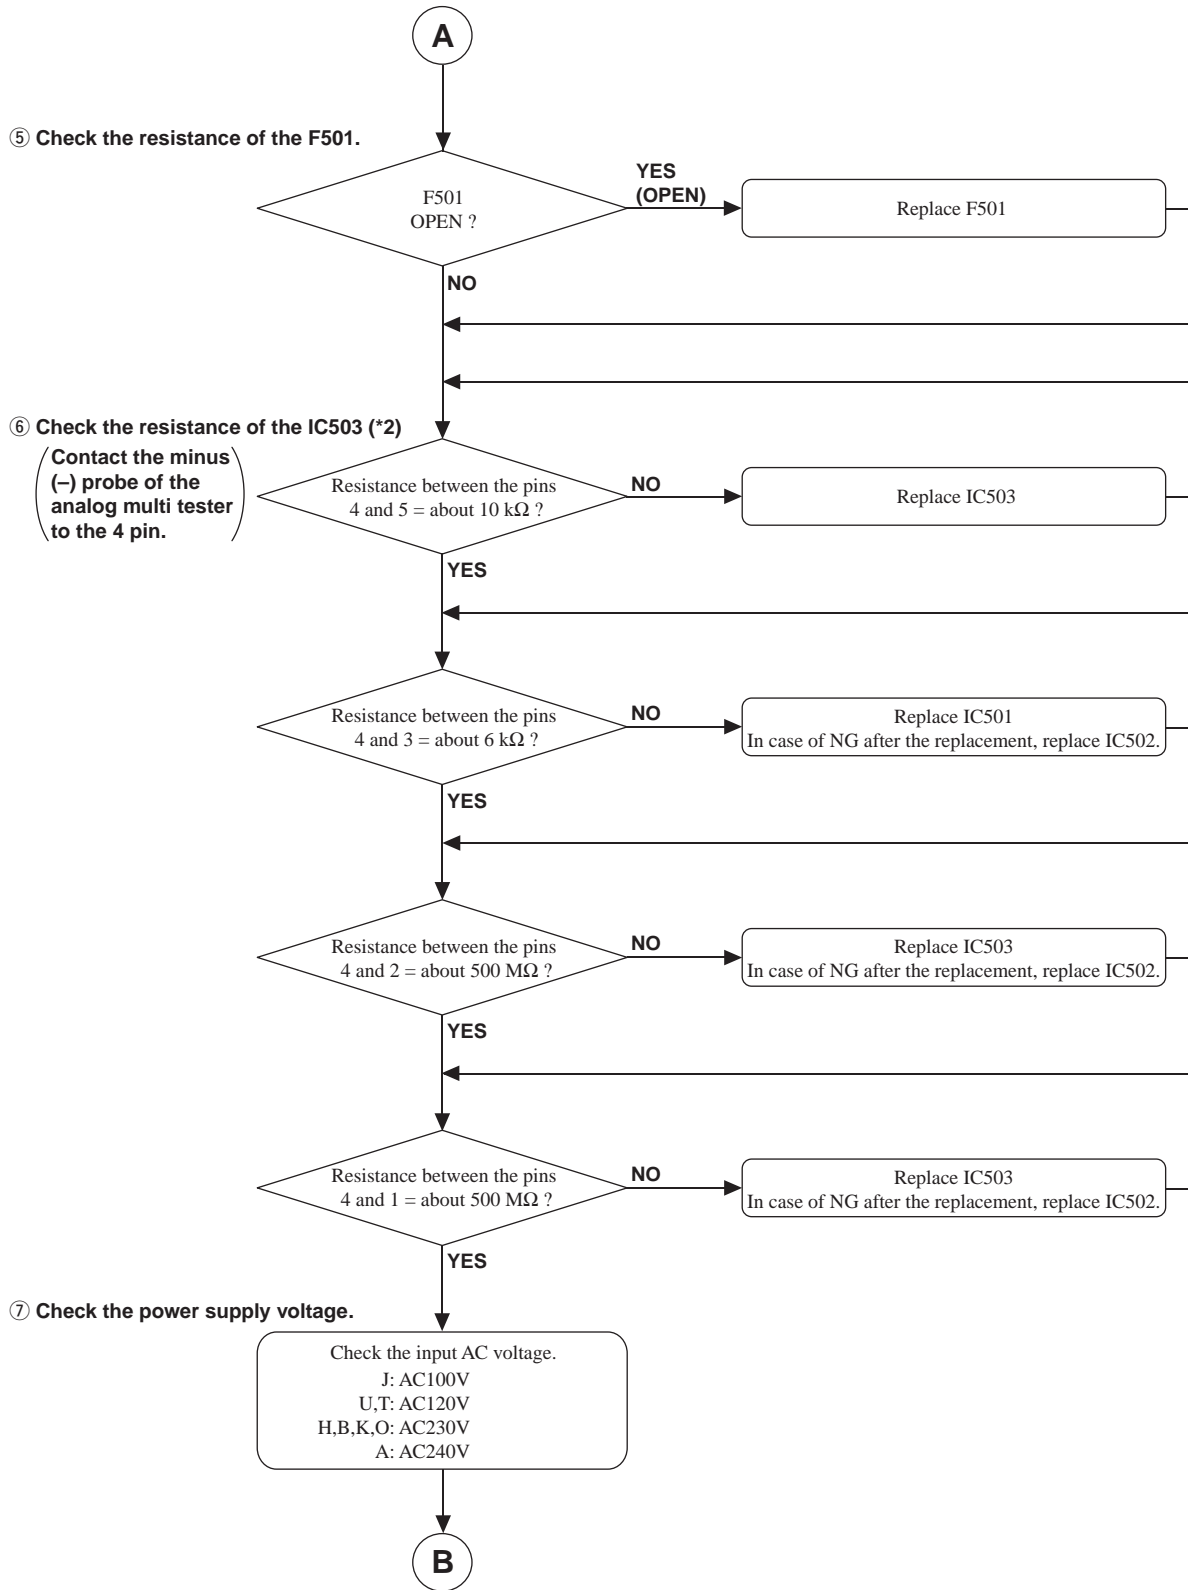 A
⑤ Check the resistance of the F501.
F501
OPEN ?
YES
(OPEN)
Replace F501
NO
⑥ Check the resistance of the IC503 (*2)
Contact the minus
(–) probe of the
analog multi tester
to the 4 pin.
Resistance between the pins
4 and 5 = about 10 kΩ ?
NO
Replace IC503
YES
Resistance between the pins
4 and 3 = about 6 kΩ ?
NO
Replace IC501
In case of NG after the replacement, replace IC502.
YES
Resistance between the pins
4 and 2 = about 500 MΩ ?
NO
Replace IC503
In case of NG after the replacement, replace IC502.
YES
Resistance between the pins
4 and 1 = about 500 MΩ ?
NO
Replace IC503
In case of NG after the replacement, replace IC502.
YES
⑦ Check the power supply voltage.
Check the input AC voltage.
J: AC100V
U,T: AC120V
H,B,K,O: AC230V
A: AC240V
B